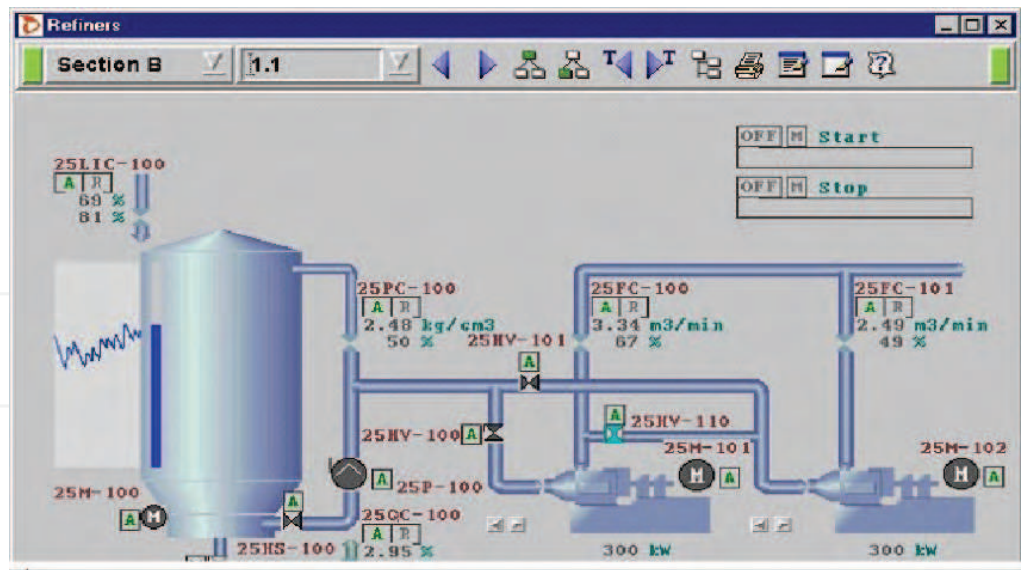 Refiners
Section B 1.1 T T ?
OFF M Start
OFF M Stop
25LIC-100
A R
69 %
81 %
25PC-100
A R
2.48 kg/cm3
50 %
25FC-100
A R
3.34 m3/min
67 %
25FC-101
A R
2.49 m3/min
49 %
25HV-101
A
25HV-100 A
A 25HV-110
25M-101
M A
25M-102
M A
25M-100
A M
A
A 25P-100
25HS-100
25QC-100
A R
2.95 %
300 kW
300 kW